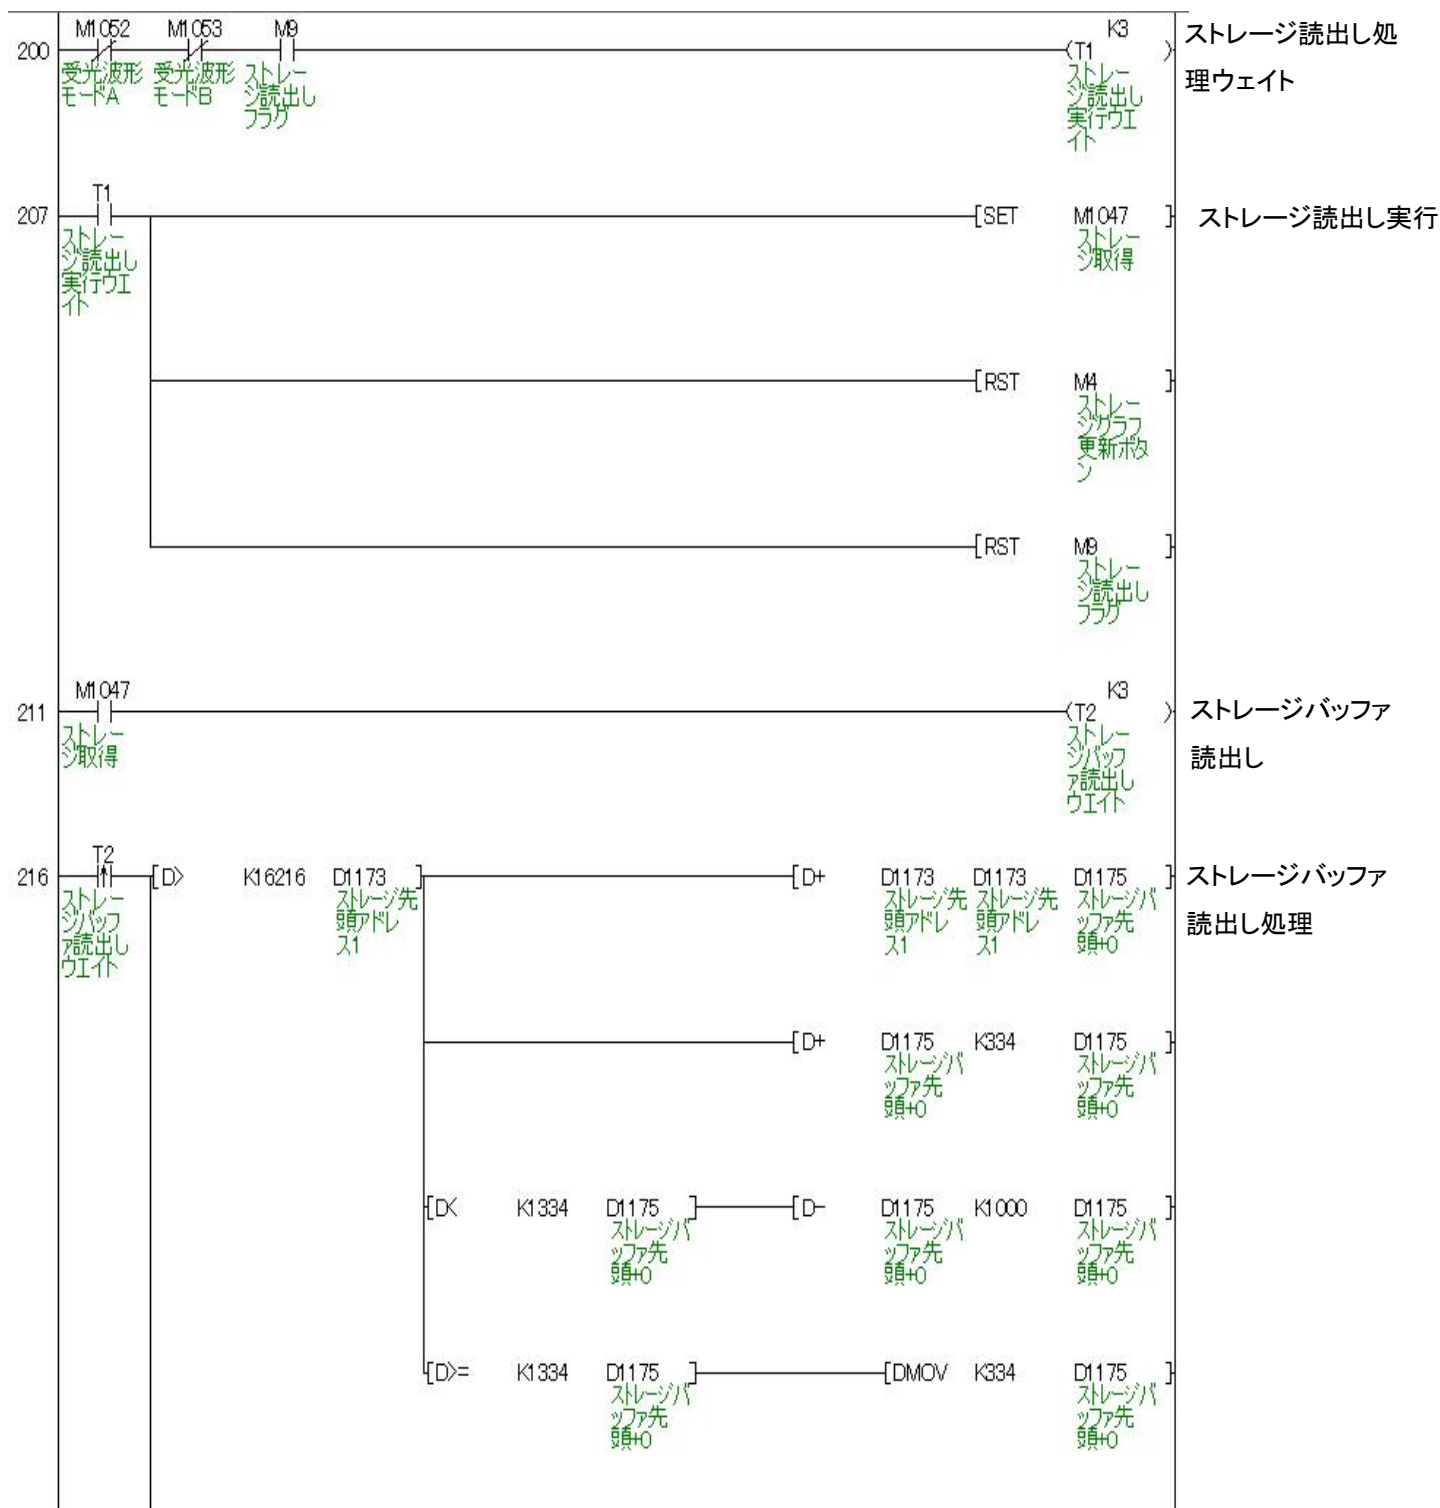 M1052 M1053 M9 K3
200 (T1 )
受光波形 受光波形 ストレー ストレー
モードA モードB ジ読出し ジ読出し
フラグ 実行ウエ
イト
ストレージ読出し処
理ウェイト
T1
207 [SET M1047 ]
ストレー ストレー
ジ読出し ジ取得
実行ウエ
イト
ストレージ読出し実行
[RST M4 ]
ストレー
ジグラフ
更新ボタ
ン
[RST M9 ]
ストレー
ジ読出し
フラグ
M1047 K3
211 (T2 )
ストレー ストレー
ジ取得 ジバッフ
ァ読出し
ウエイト
ストレージバッファ
読出し
T2
216 [D> K16216 D1173 ] [D+ D1173 D1173 D1175 ]
ストレー ストレージ先 ストレージ先 ストレージ先 ストレージバ
ジバッフ 頭アドレ 頭アドレ 頭アドレ ッファ先
ァ読出し ス1 ス1 ス1 頭+0
ウエイト
ストレージバッファ
読出し処理
[D+ D1175 K334 D1175 ]
ストレージバ ストレージバ
ッファ先 ッファ先
頭+0 頭+0
[D< K1334 D1175 ] [D- D1175 K1000 D1175 ]
ストレージバ ストレージバ ストレージバ
ッファ先 ッファ先 ッファ先
頭+0 頭+0 頭+0
[D>= K1334 D1175 ] [DMOV K334 D1175 ]
ストレージバ ストレージバ
ッファ先 ッファ先
頭+0 頭+0